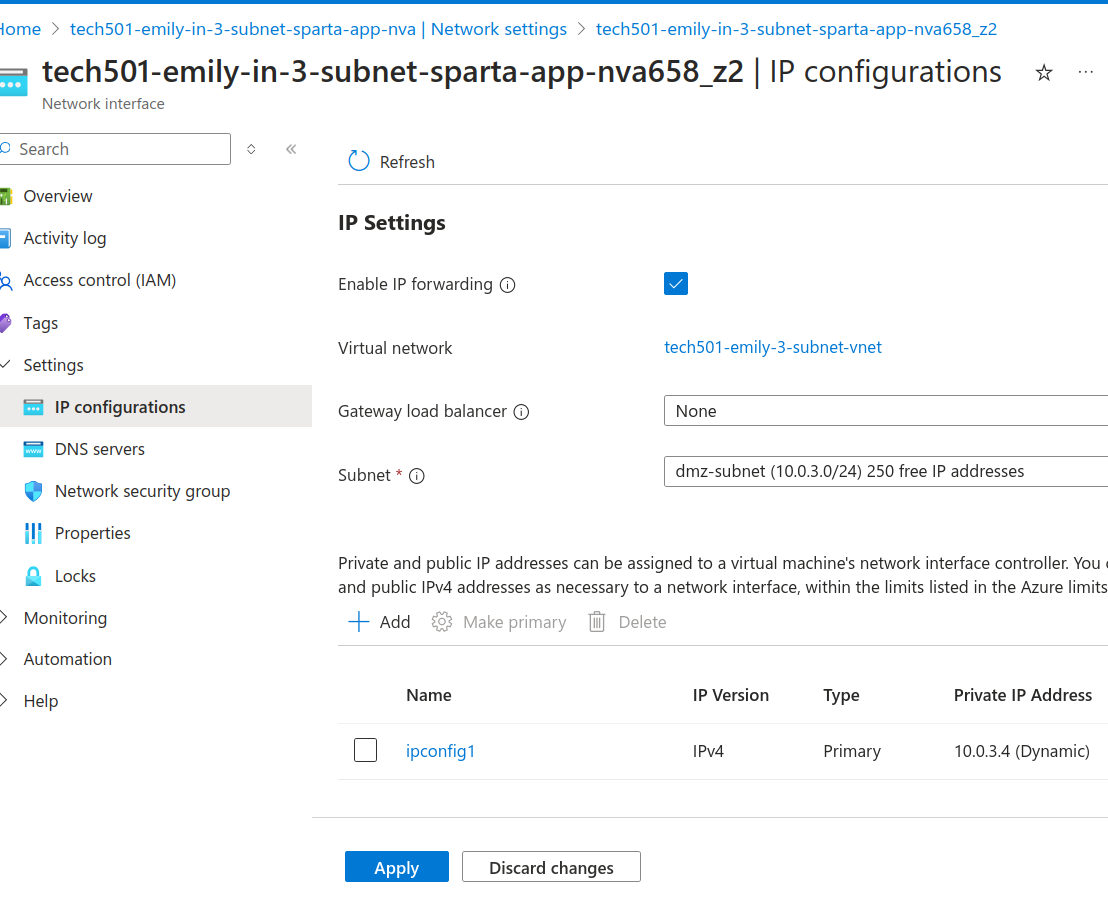 Home > tech501-emily-in-3-subnet-sparta-app-nva | Network settings > tech501-emily-in-3-subnet-sparta-app-nva658_z2
tech501-emily-in-3-subnet-sparta-app-nva658_z2 | IP configurations
Network interface
Search
Refresh
Overview
Activity log
Access control (IAM)
Tags
Settings
IP configurations
DNS servers
Network security group
Properties
Locks
Monitoring
Automation
Help
IP Settings
Enable IP forwarding
Virtual network
tech501-emily-3-subnet-vnet
Gateway load balancer
None
Subnet *
dmz-subnet (10.0.3.0/24) 250 free IP addresses
Private and public IP addresses can be assigned to a virtual machine's network interface controller. You
and public IPv4 addresses as necessary to a network interface, within the limits listed in the Azure limits
Add Make primary Delete
Name IP Version Type Private IP Address
ipconfig1 IPv4 Primary 10.0.3.4 (Dynamic)
Apply Discard changes